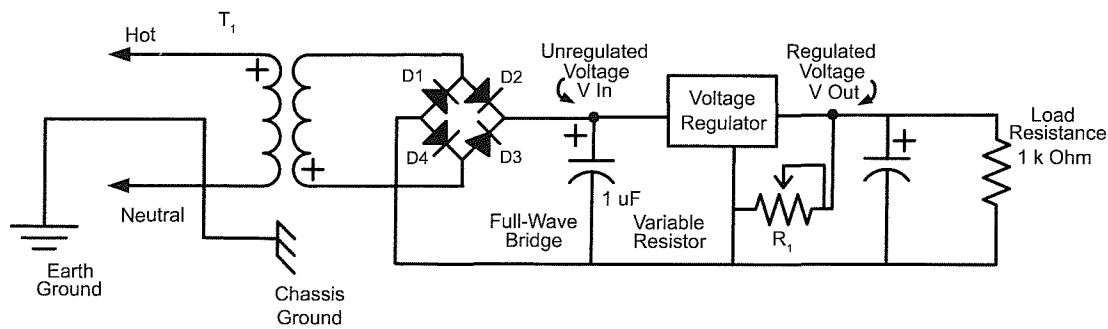 Hot
T1
Neutral
Earth
Ground
Chassis
Ground
D1
D2
D4
D3
Full-Wave
Bridge
Unregulated
Voltage
V In
1 uF
Voltage
Regulator
Variable
Resistor
R1
Regulated
Voltage
V Out
Load
Resistance
1 k Ohm